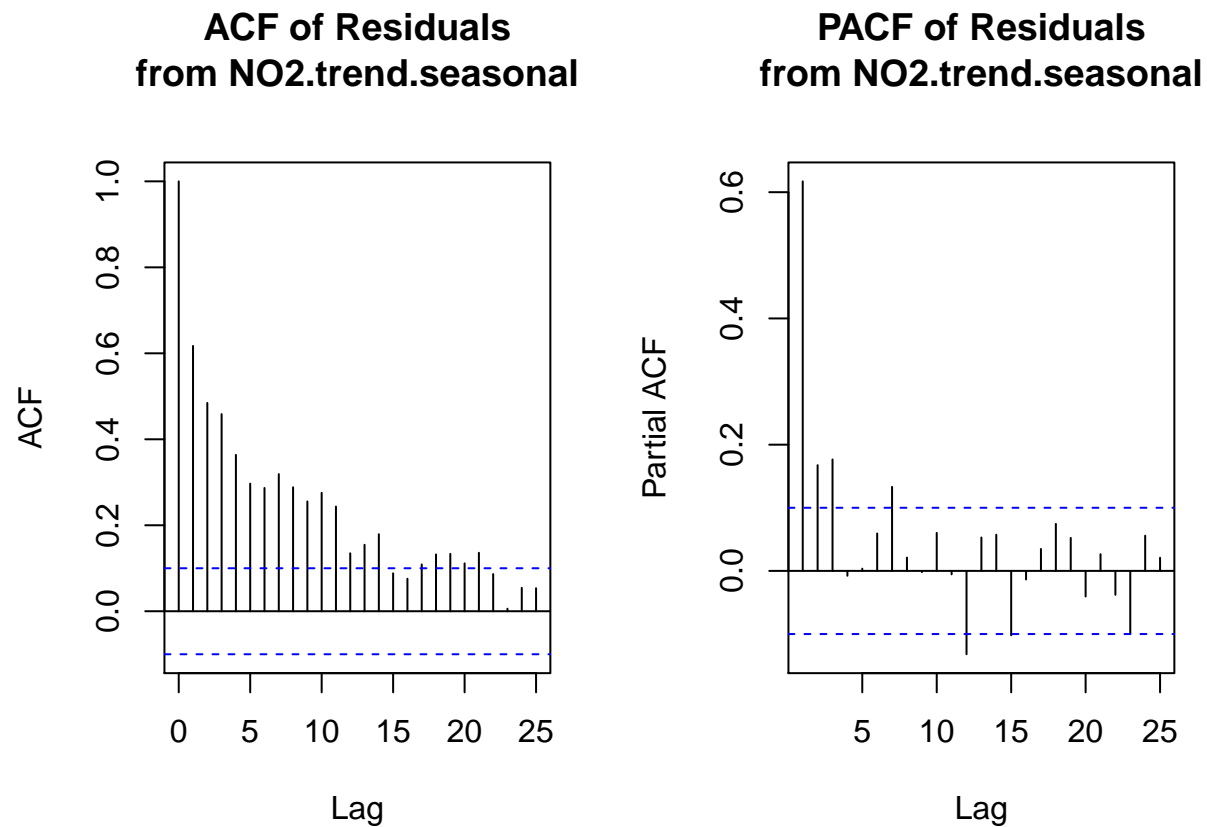 ACF of Residuals
from NO2.trend.seasonal
ACF
0.0 0.2 0.4 0.6 0.8 1.0
0 5 10 15 20 25
Lag
PACF of Residuals
from NO2.trend.seasonal
Partial ACF
0.0 0.2 0.4 0.6
5 10 15 20 25
Lag